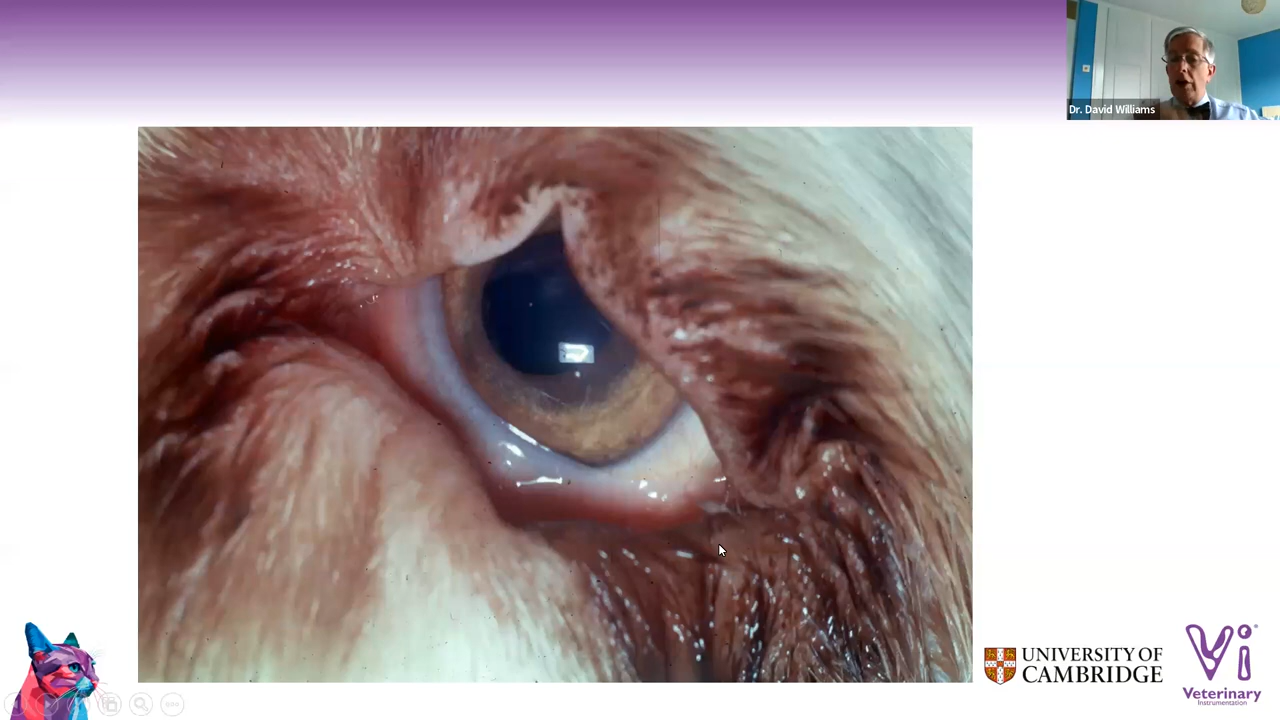 Dr. David Williams
UNIVERSITY OF
CAMBRIDGE
Vi
Veterinary
Instrumentation